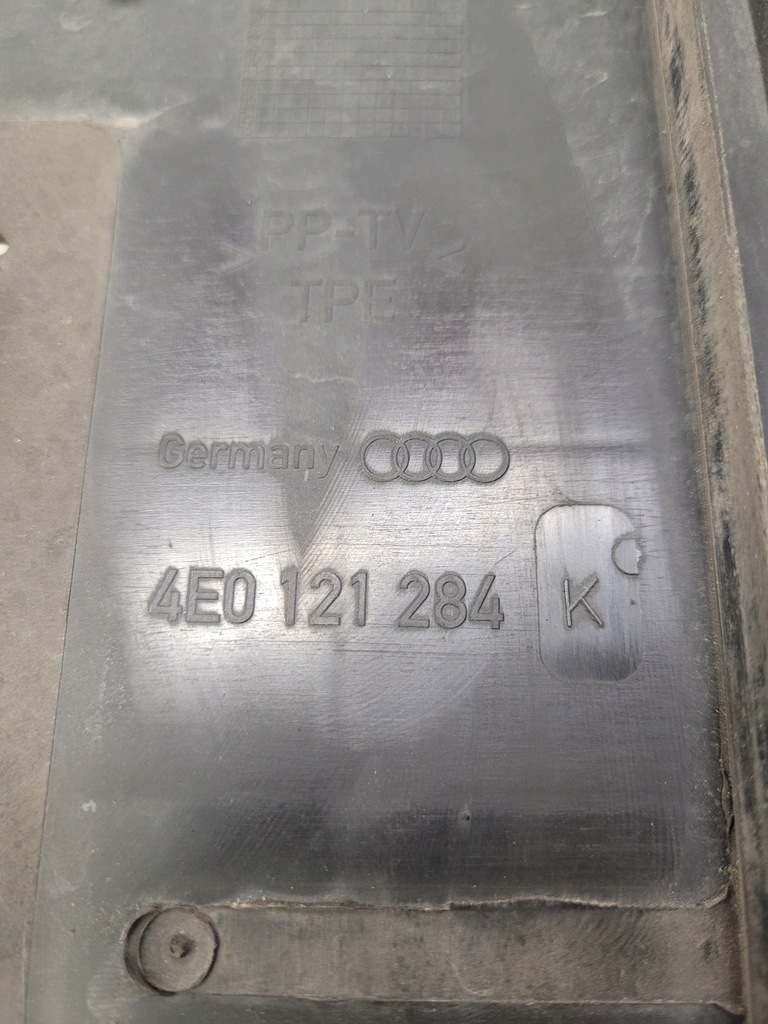 >PP-TV<
TPE
Germany
4E0 121 284 K